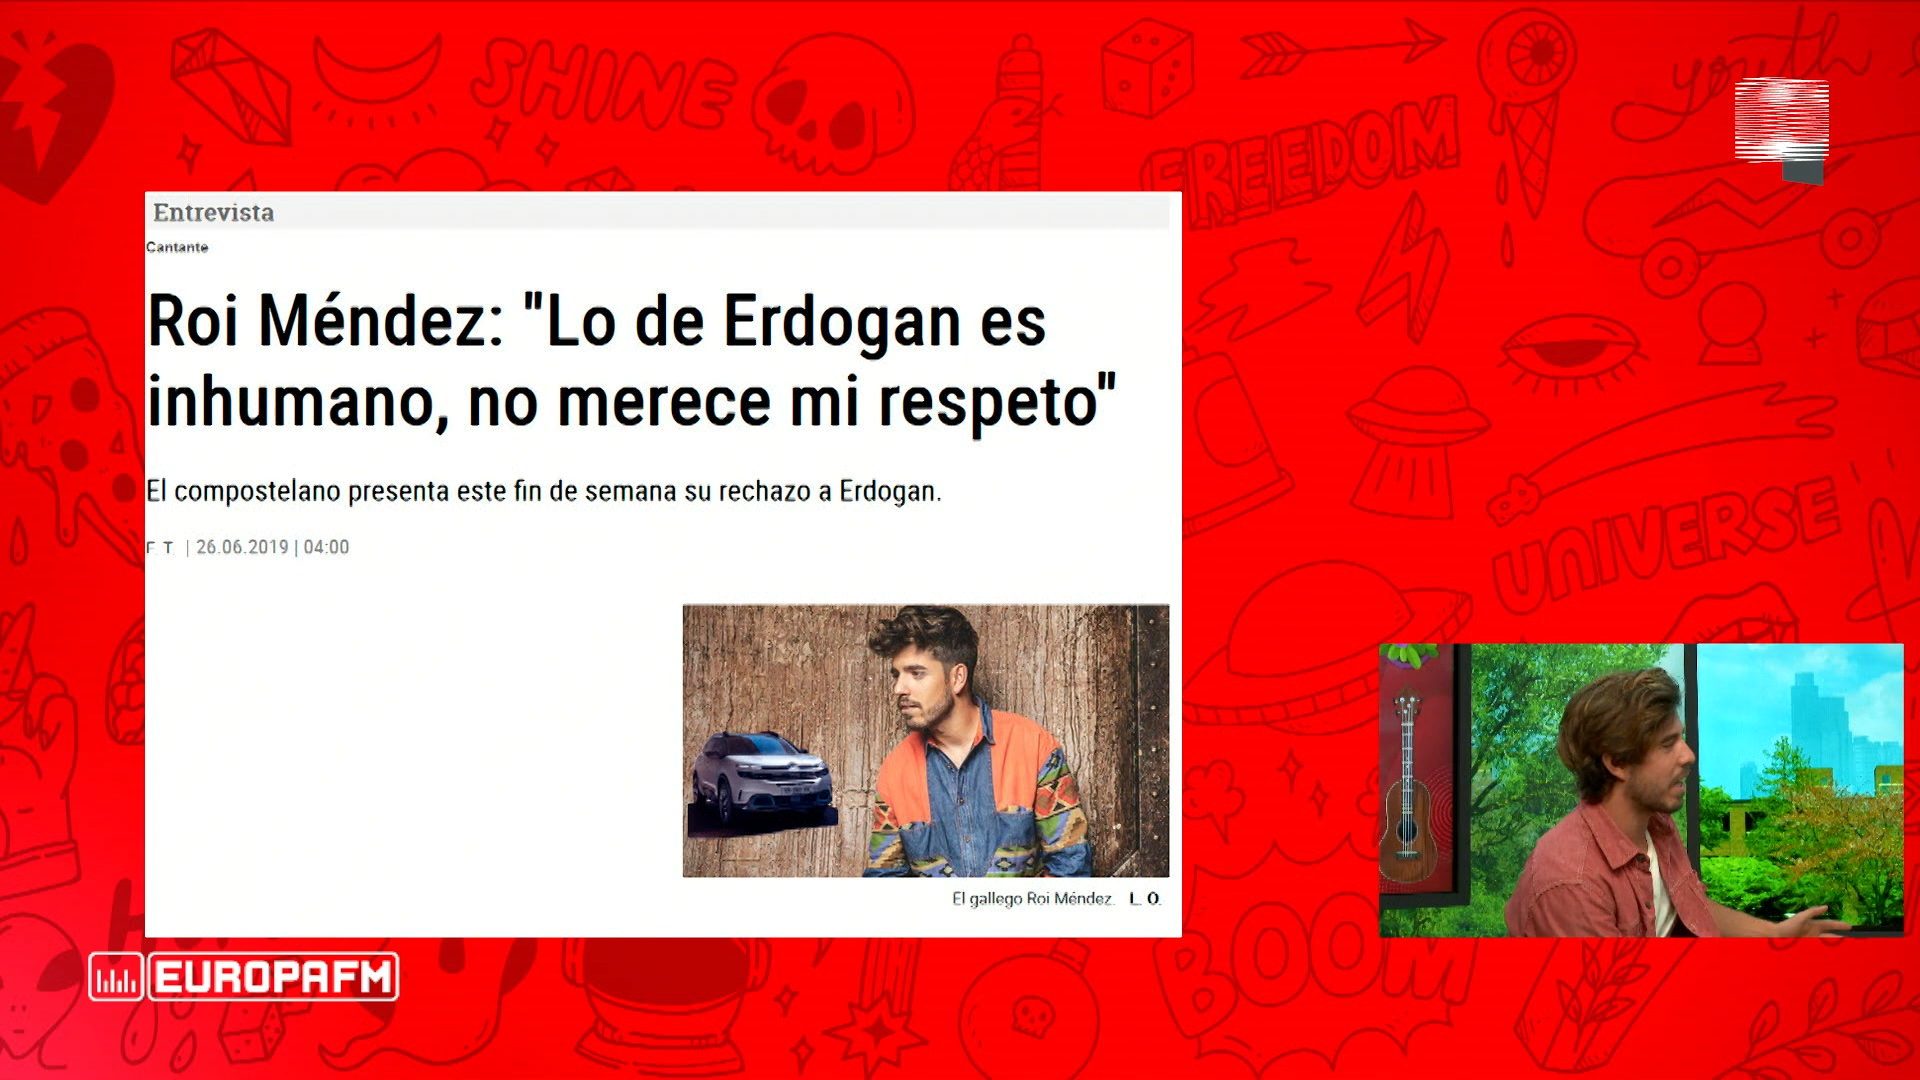 SHINE
FREEDOM
youth
Entrevista
Cantante
Roi Méndez: "Lo de Erdogan es
inhumano, no merece mi respeto"
El compostelano presenta este fin de semana su rechazo a Erdogan.
F. T. | 26.06.2019 | 04:00
UNIVERSE
El gallego Roi Méndez. L. O.
BOOM
EUROPAFM